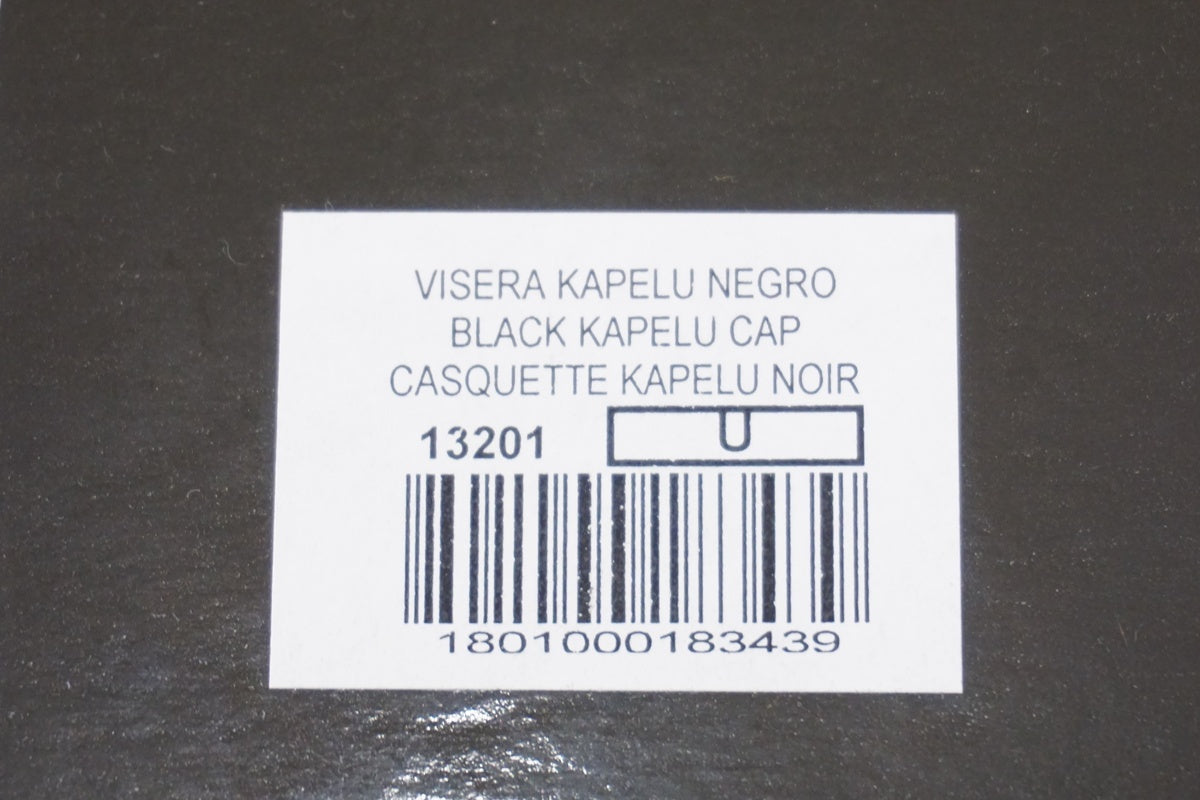 VISERA KAPELU NEGRO
BLACK KAPELU CAP
CASQUETTE KAPELU NOIR
13201 U
1801000183439